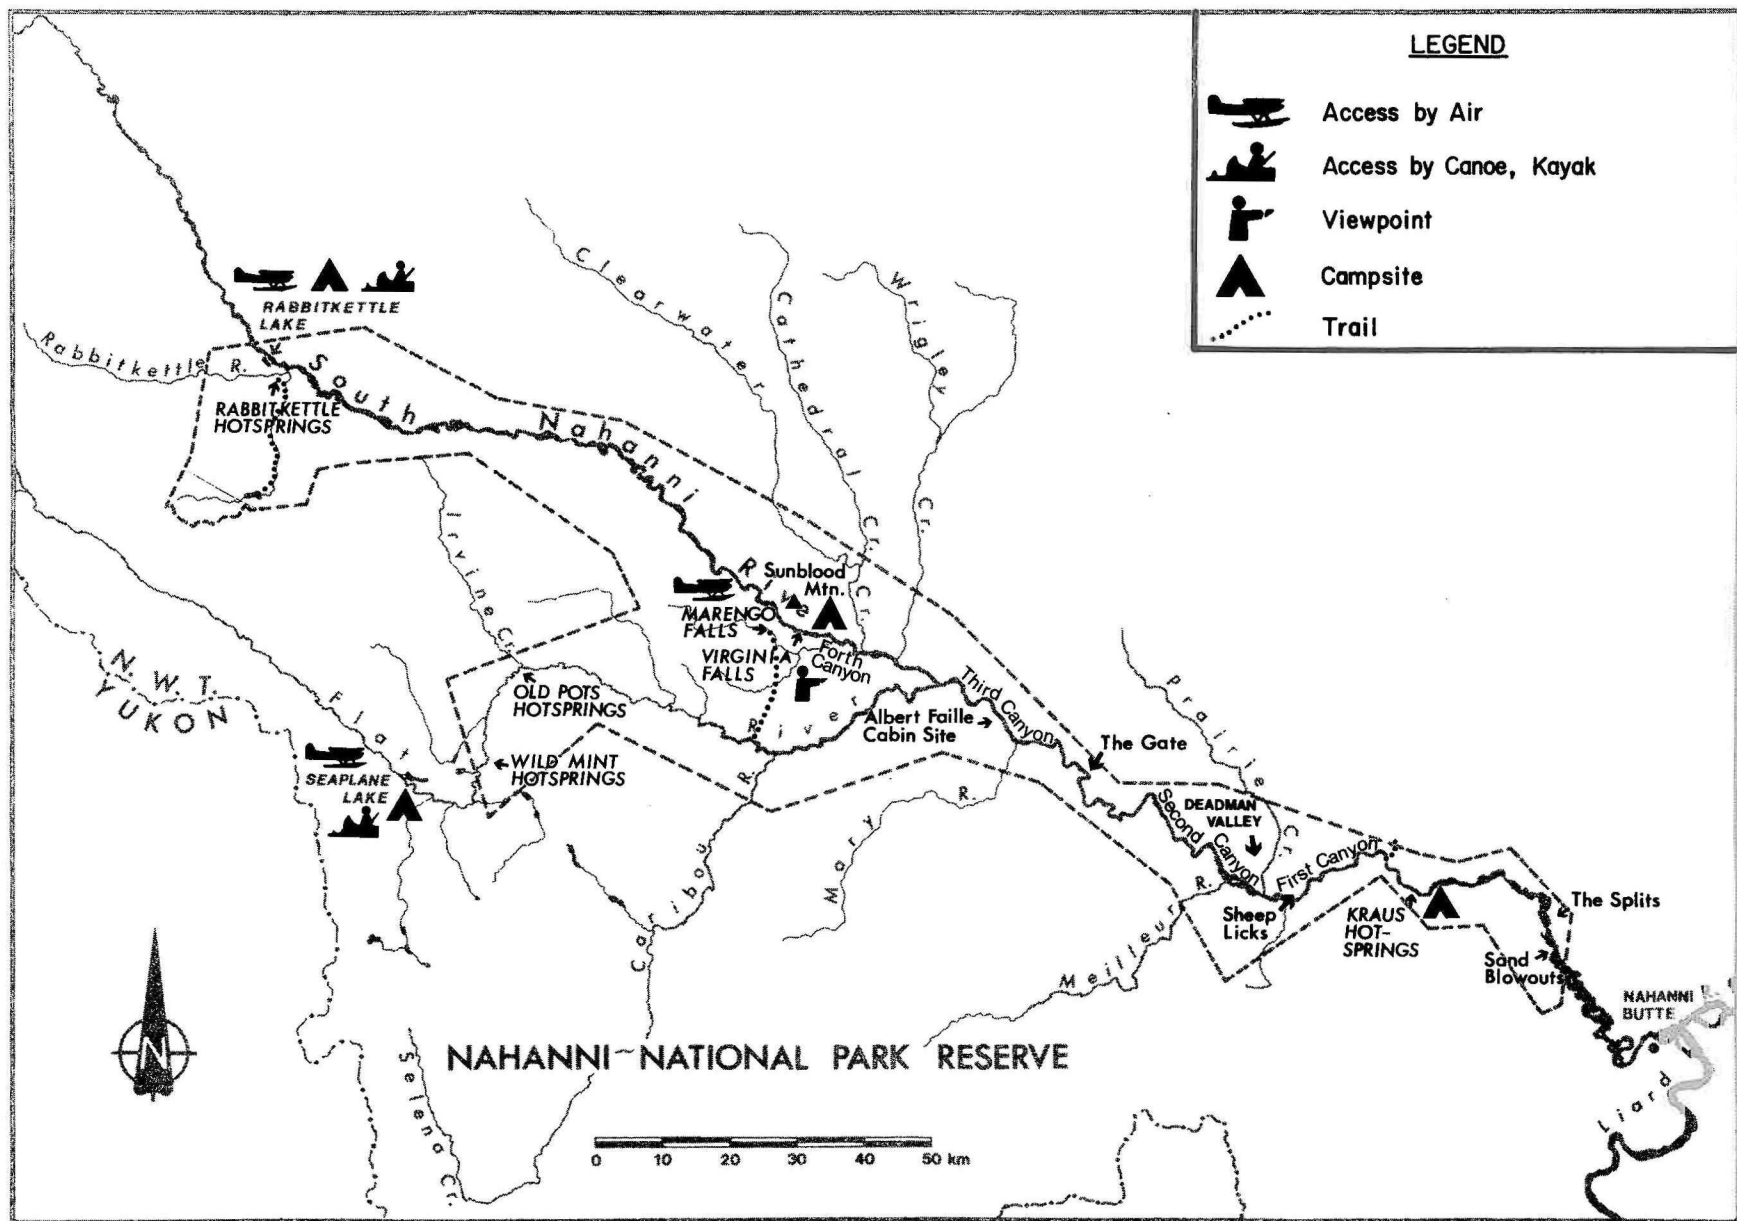 LEGEND
Access by Air
Access by Canoe, Kayak
Viewpoint
Campsite
Trail
RABBITKETTLE
LAKE
Rabbitkettle R.
RABBITKETTLE
HOTSPRINGS
South Nahanni River
Clearwater Cr.
Cathedral Cr.
Wrigley Cr.
Irvine Cr.
Sunblood
Mtn.
MARENGO
FALLS
VIRGINIA
FALLS
Forth
Canyon
N.W.T.
YUKON
Flat River
OLD POTS
HOTSPRINGS
WILD MINT
HOTSPRINGS
SEAPLANE
LAKE
Albert Faille
Cabin Site
Third Canyon
The Gate
Prairie Cr.
DEADMAN
VALLEY
Second Canyon
First Canyon
Caribou R.
Mary R.
Meilleur R.
Sheep
Licks
KRAUS
HOT-
SPRINGS
The Splits
Sand
Blowouts
NAHANNI
BUTTE
Liard
Selena Cr.
N
NAHANNI NATIONAL PARK RESERVE
0 10 20 30 40 50 km